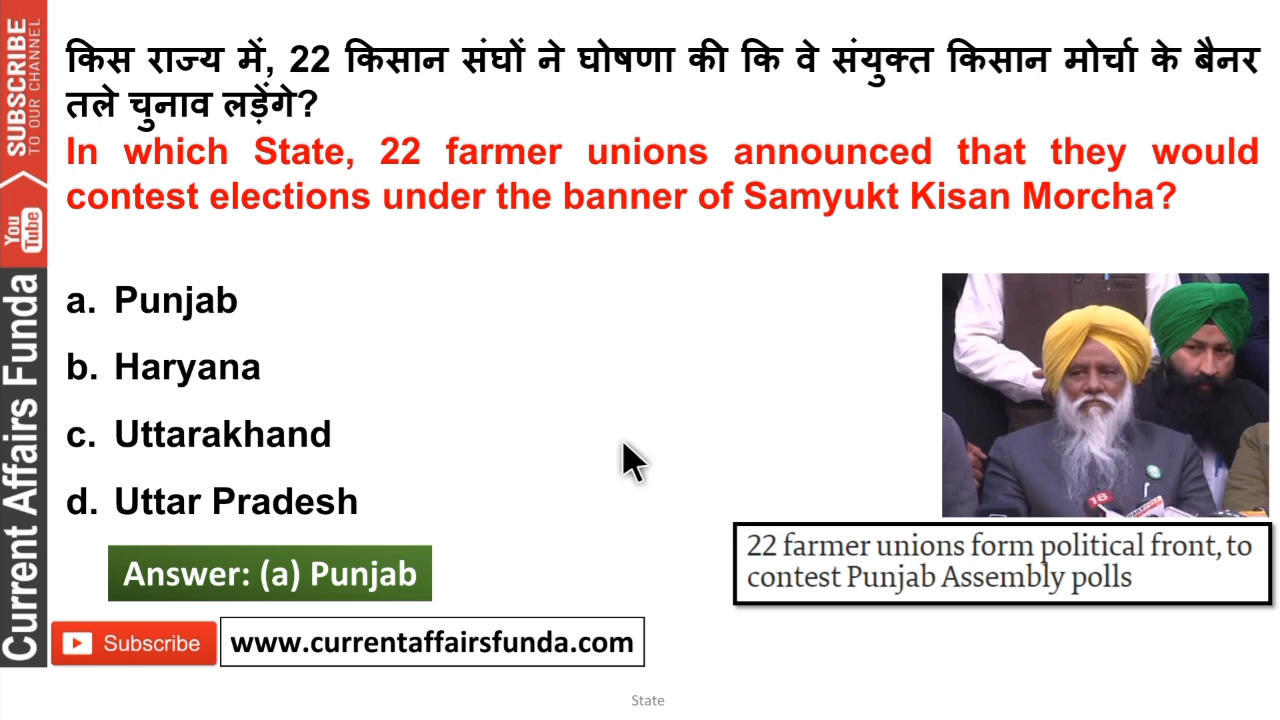 किस राज्य में, 22 किसान संघों ने घोषणा की कि वे संयुक्त किसान मोर्चा के बैनर
तले चुनाव लड़ेंगे?
In which State, 22 farmer unions announced that they would
contest elections under the banner of Samyukt Kisan Morcha?
a. Punjab
b. Haryana
c. Uttarakhand
d. Uttar Pradesh
Answer: (a) Punjab
22 farmer unions form political front, to
contest Punjab Assembly polls
18
Subscribe
www.currentaffairsfunda.com
State
SUBSCRIBE
TO OUR CHANNEL
You
Tube
Current Affairs Funda